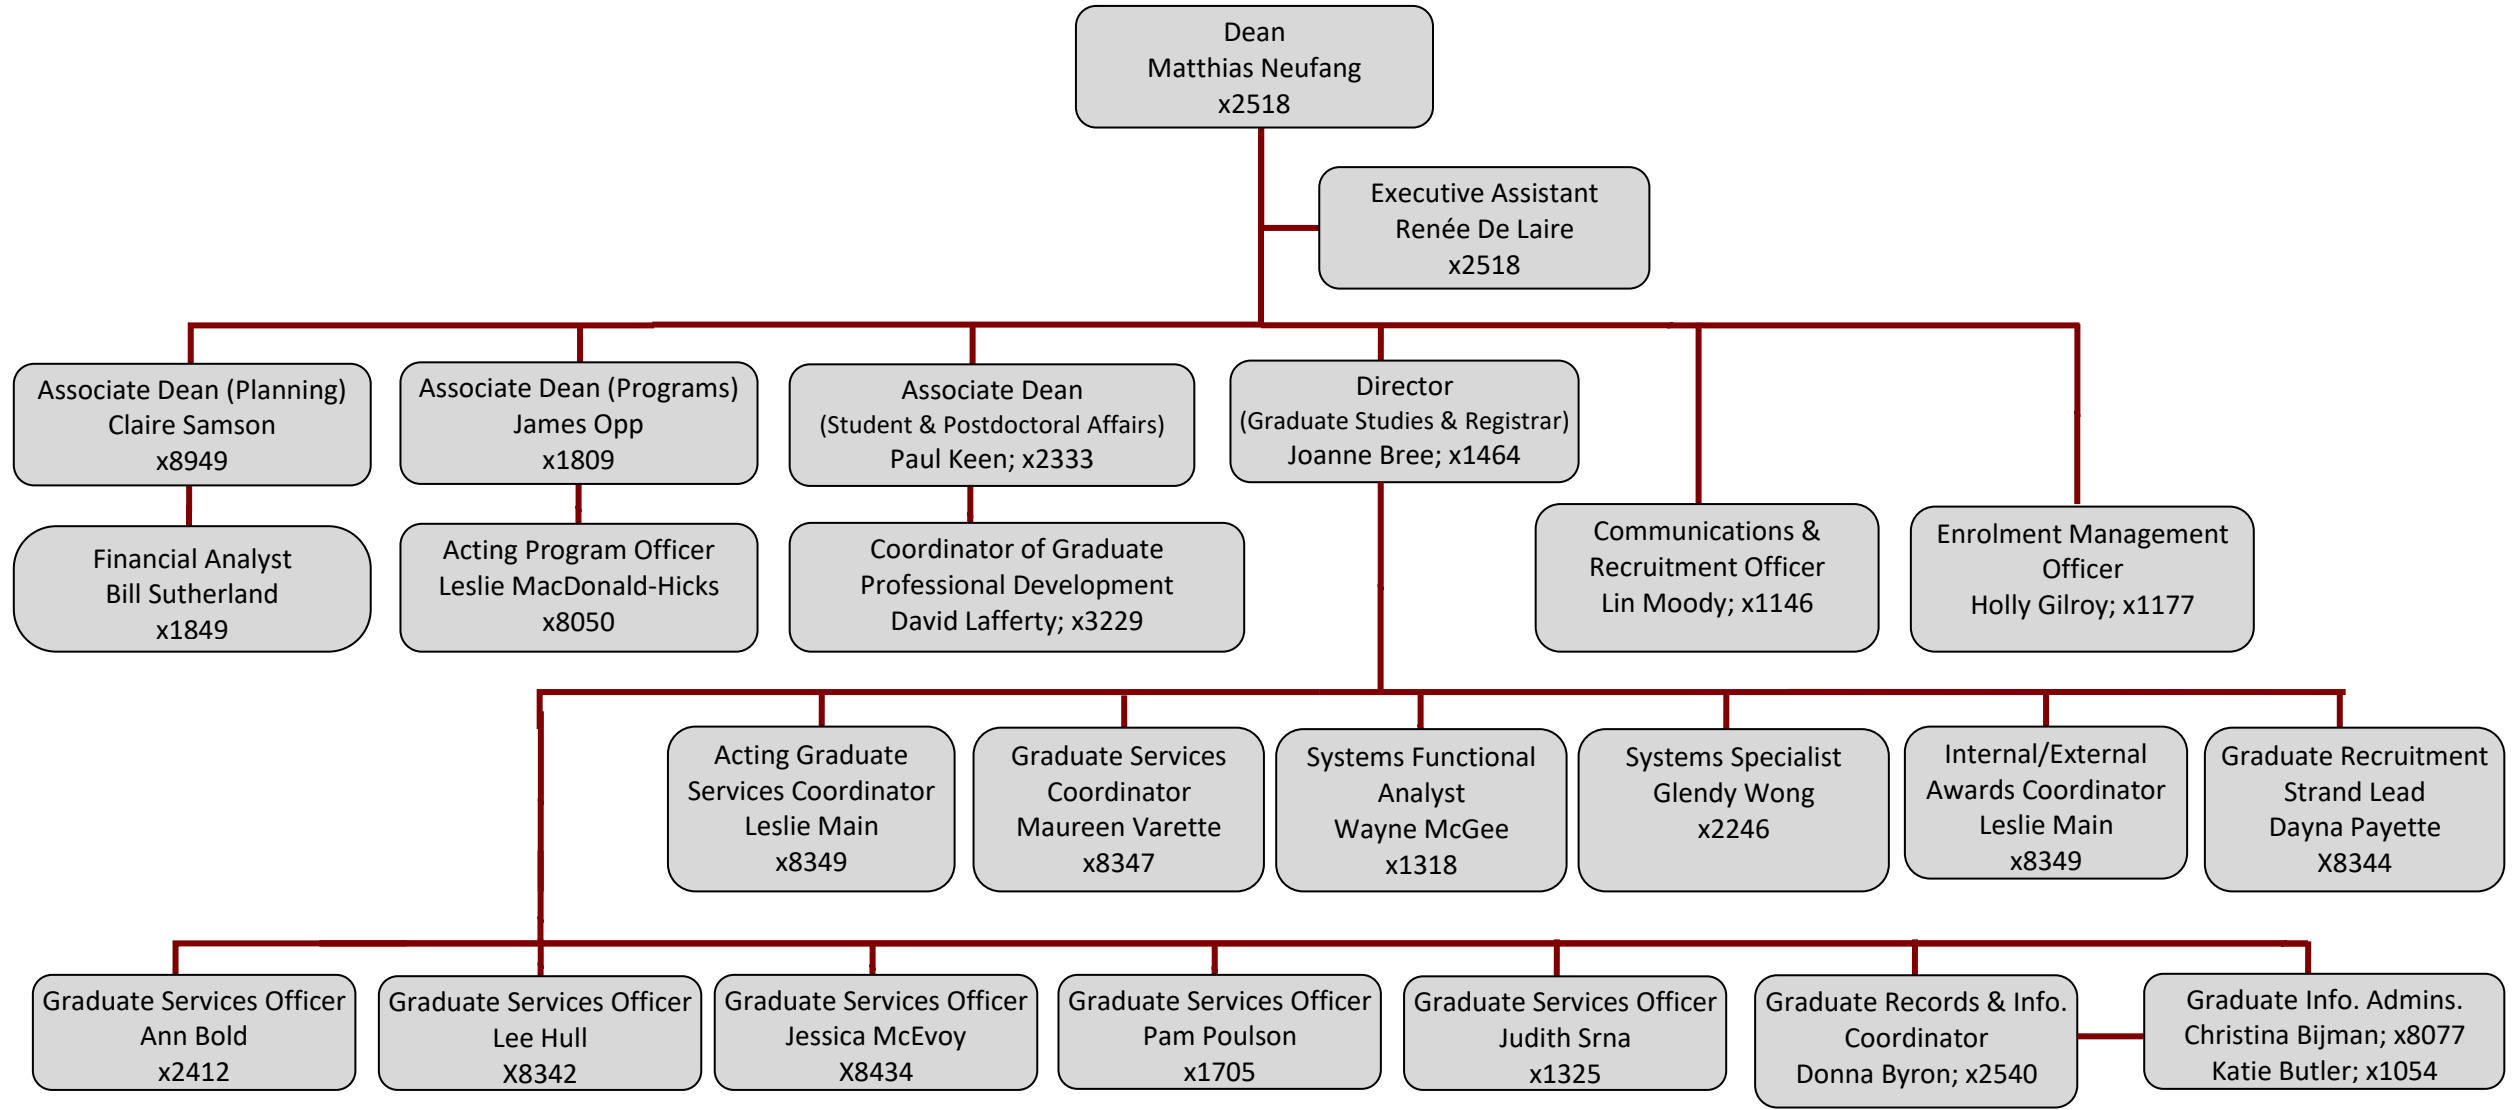 Dean
Matthias Neufang
x2518
Executive Assistant
Renée De Laire
x2518
Associate Dean (Planning)
Claire Samson
x8949
Associate Dean (Programs)
James Opp
x1809
Associate Dean
(Student & Postdoctoral Affairs)
Paul Keen; x2333
Director
(Graduate Studies & Registrar)
Joanne Bree; x1464
Financial Analyst
Bill Sutherland
x1849
Acting Program Officer
Leslie MacDonald-Hicks
x8050
Coordinator of Graduate
Professional Development
David Lafferty; x3229
Communications &
Recruitment Officer
Lin Moody; x1146
Enrolment Management
Officer
Holly Gilroy; x1177
Acting Graduate
Services Coordinator
Leslie Main
x8349
Graduate Services
Coordinator
Maureen Varette
x8347
Systems Functional
Analyst
Wayne McGee
x1318
Systems Specialist
Glendy Wong
x2246
Internal/External
Awards Coordinator
Leslie Main
x8349
Graduate Recruitment
Strand Lead
Dayna Payette
X8344
Graduate Services Officer
Ann Bold
x2412
Graduate Services Officer
Lee Hull
X8342
Graduate Services Officer
Jessica McEvoy
X8434
Graduate Services Officer
Pam Poulson
x1705
Graduate Services Officer
Judith Srna
x1325
Graduate Records & Info.
Coordinator
Donna Byron; x2540
Graduate Info. Admins.
Christina Bijman; x8077
Katie Butler; x1054